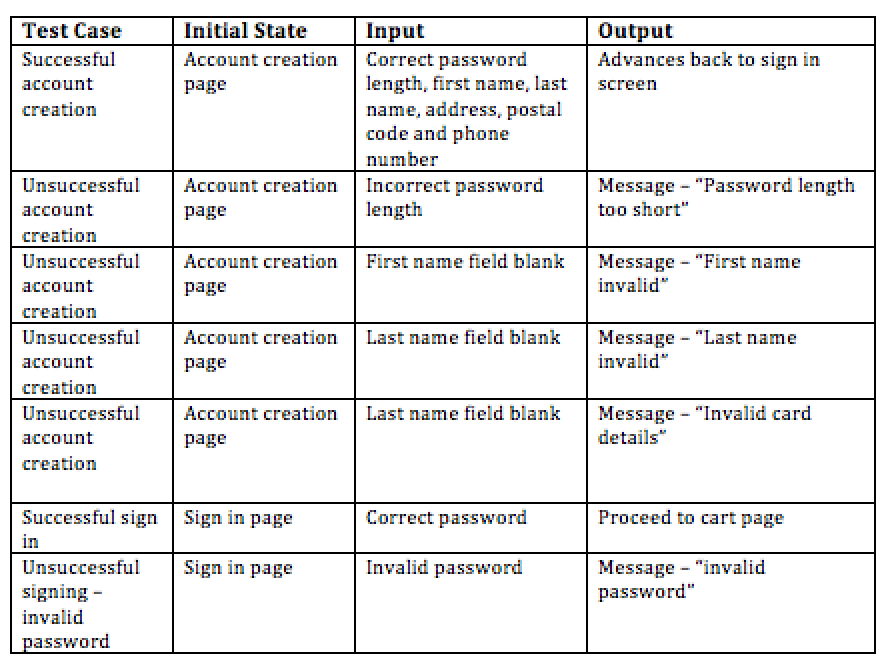 Test Case Initial State Input Output
Successful account creation Account creation page Correct password length, first name, last name, address, postal code and phone number Advances back to sign in screen
Unsuccessful account creation Account creation page Incorrect password length Message – “Password length too short”
Unsuccessful account creation Account creation page First name field blank Message – “First name invalid”
Unsuccessful account creation Account creation page Last name field blank Message – “Last name invalid”
Unsuccessful account creation Account creation page Last name field blank Message – “Invalid card details”
Successful sign in Sign in page Correct password Proceed to cart page
Unsuccessful signing – invalid password Sign in page Invalid password Message – “invalid password”